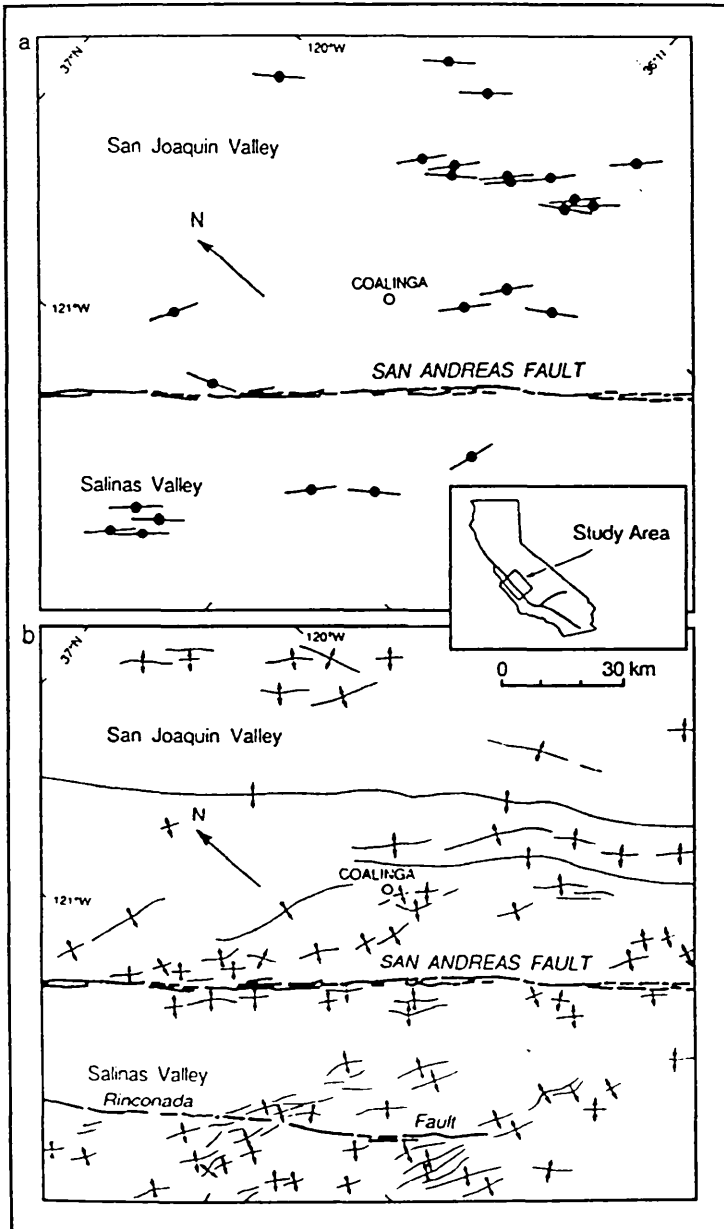 a
37°N
120°W
San Joaquin Valley
N
COALINGA
121°W
SAN ANDREAS FAULT
Salinas Valley
Study Area
b
37°N
120°W
0 30 km
San Joaquin Valley
N
COALINGA
121°W
SAN ANDREAS FAULT
Salinas Valley
Rinconada
Fault